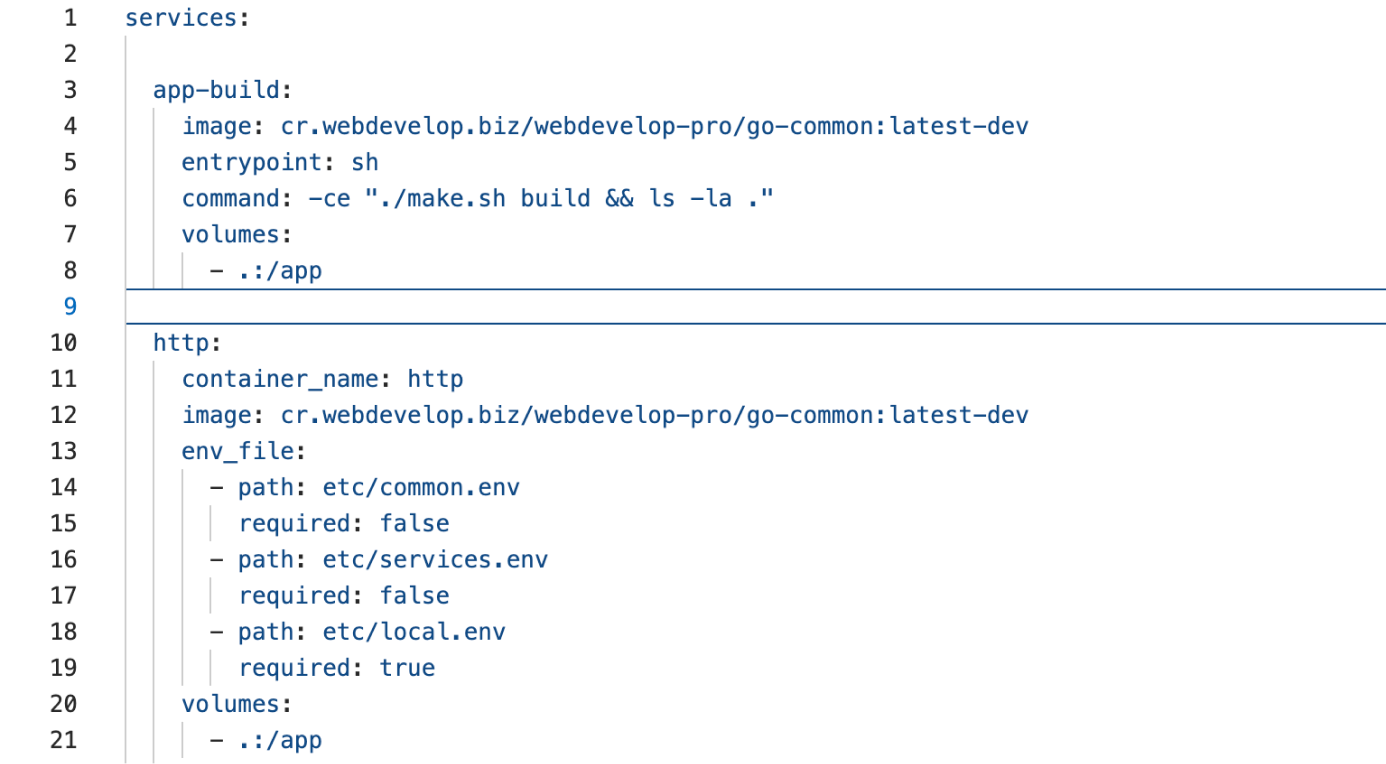 1 services:
2
3   app-build:
4     image: cr.webdevelop.biz/webdevelop-pro/go-common:latest-dev
5     entrypoint: sh
6     command: -ce "./make.sh build && ls -la ."
7     volumes:
8       - .:/app
9
10   http:
11     container_name: http
12     image: cr.webdevelop.biz/webdevelop-pro/go-common:latest-dev
13     env_file:
14       - path: etc/common.env
15         required: false
16       - path: etc/services.env
17         required: false
18       - path: etc/local.env
19         required: true
20     volumes:
21       - .:/app